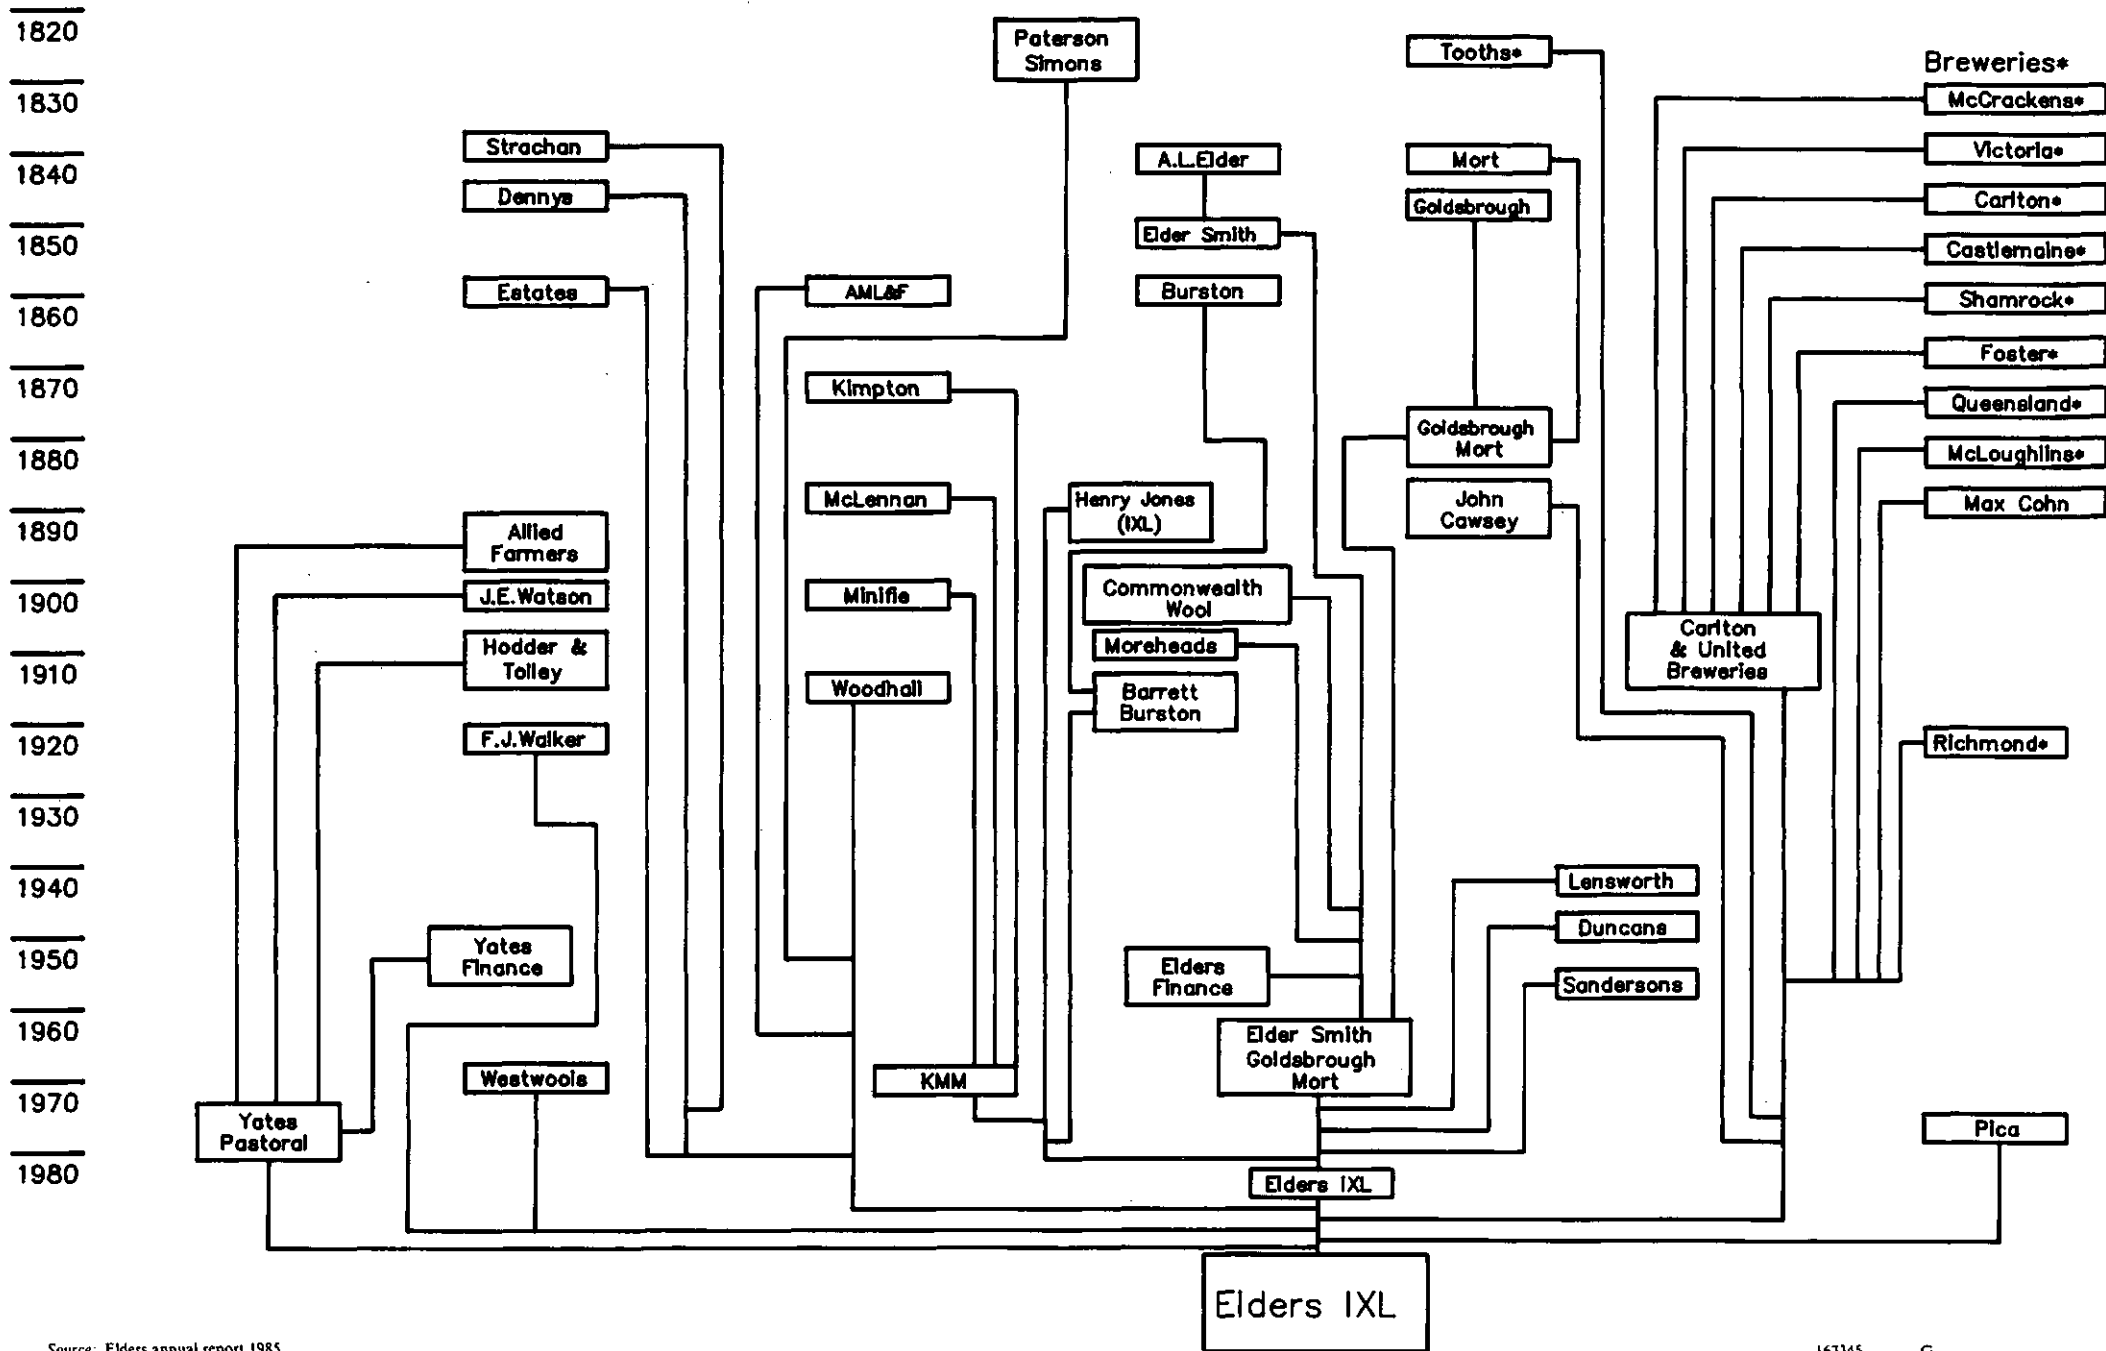 1820
1830
1840
1850
1860
1870
1880
1890
1900
1910
1920
1930
1940
1950
1960
1970
1980
Paterson
Simons
Tooths*
Breweries*
McCrackens*
Strachan
A.L.Elder
Mort
Victoria*
Dennys
Goldsbrough
Carlton*
Elder Smith
Castlemaine*
Estates
AML&F
Burston
Shamrock*
Foster*
Kimpton
Queensland*
Goldsbrough
Mort
McLoughlins*
McLennan
Henry Jones
(IXL)
John
Cawsey
Max Cohn
Allied
Farmers
J.E.Watson
Minifie
Commonwealth
Wool
Carlton
& United
Breweries
Hodder &
Tolley
Moreheads
Woodhall
Barrett
Burston
F.J.Walker
Richmond*
Lensworth
Yates
Finance
Duncans
Elders
Finance
Sandersons
Elder Smith
Goldsbrough
Mort
Westwools
KMM
Yates
Pastoral
Pica
Elders IXL
Elders IXL
Source: Elders annual report 1985
163345 G